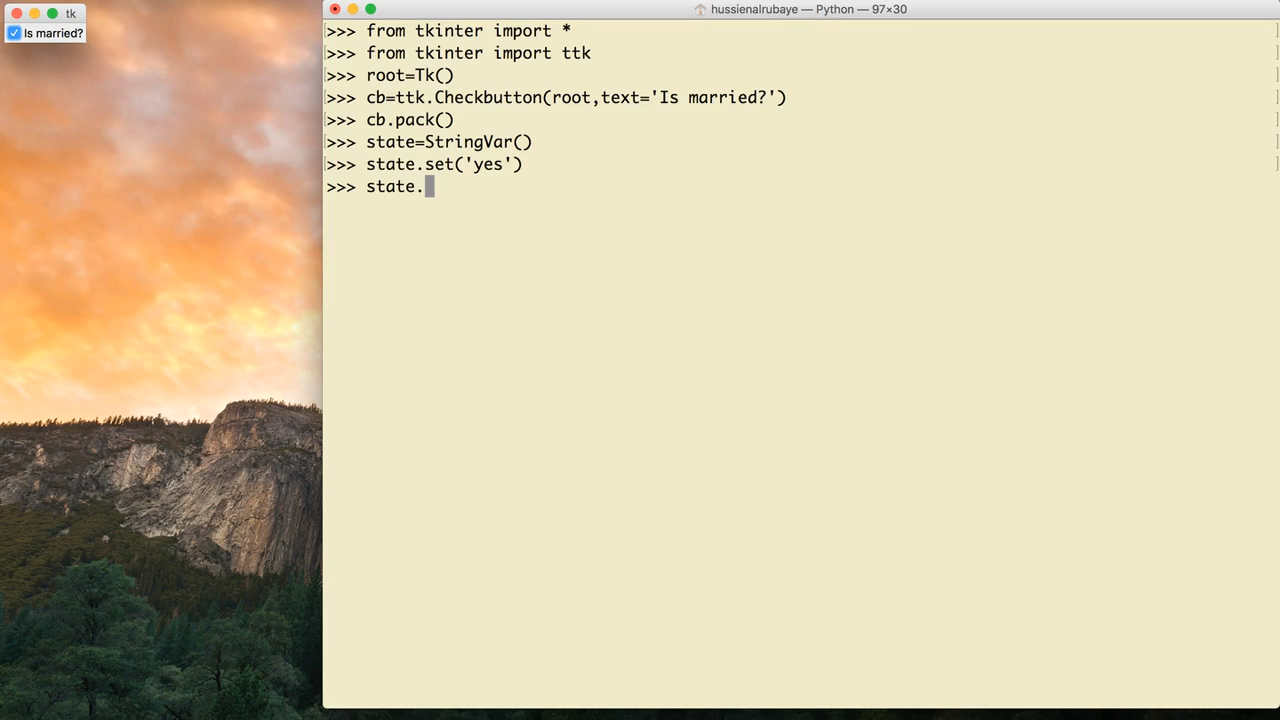 tk
Is married?
hussienalrubaye — Python — 97×30
>>> from tkinter import *
>>> from tkinter import ttk
>>> root=Tk()
>>> cb=ttk.Checkbutton(root,text='Is married?')
>>> cb.pack()
>>> state=StringVar()
>>> state.set('yes')
>>> state.